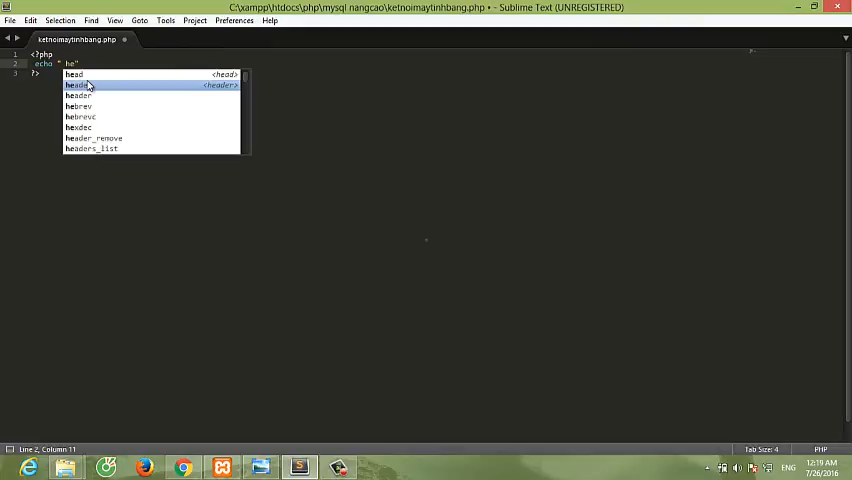 C:\xampp\htdocs\php\mysql nangcao\ketnoimaytinhbang.php • - Sublime Text (UNREGISTERED)
File Edit Selection Find View Goto Tools Project Preferences Help
ketnoimaytinhbang.php
1 <?php
2 echo " he"
3 ?>
head <head>
header <header>
header
hebrev
hebrevc
hexdec
header_remove
headers_list
Line 2, Column 11 Tab Size: 4 PHP
ENG 12:19 AM
7/26/2016